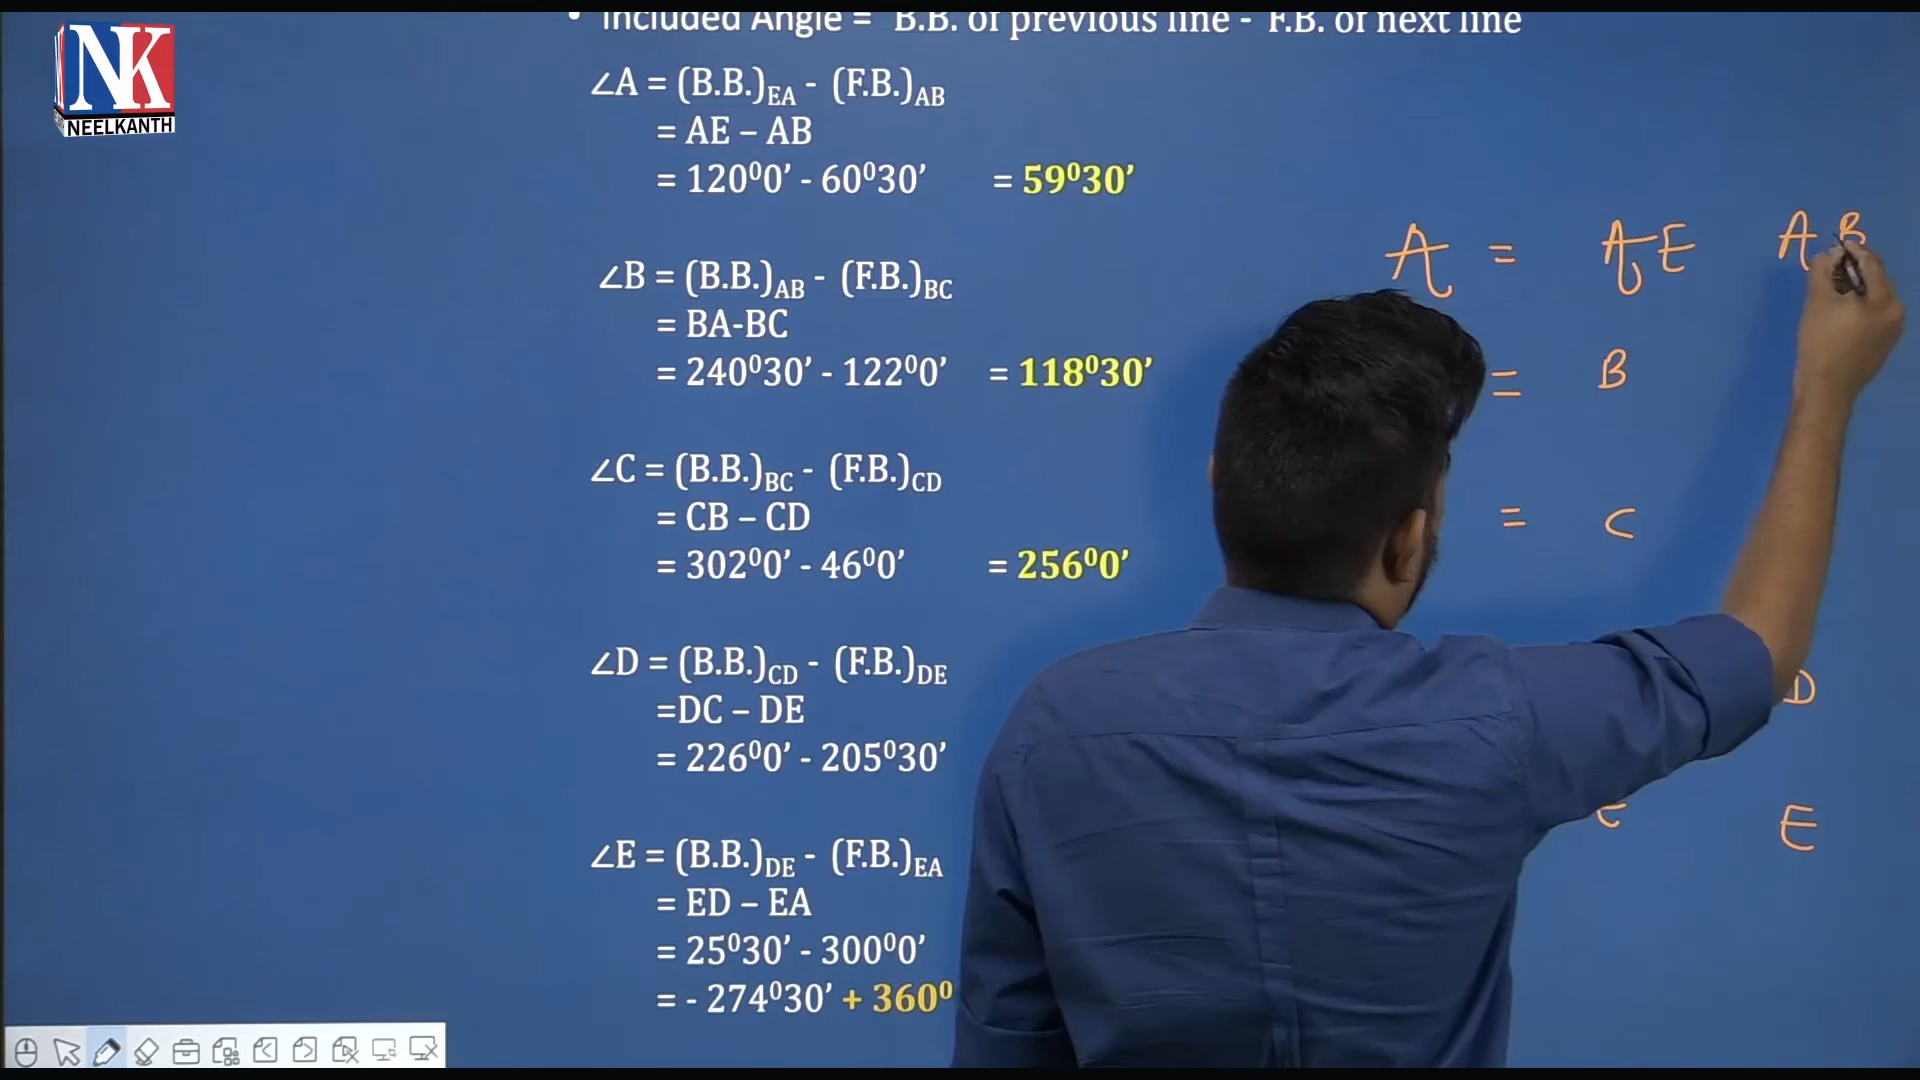 NK
NEELKANTH
• Included Angle = B.B. of previous line - F.B. of next line
∠A = (B.B.)EA - (F.B.)AB
= AE – AB
= 120⁰0’ - 60⁰30’ = 59⁰30’
∠B = (B.B.)AB - (F.B.)BC
= BA-BC
= 240⁰30’ - 122⁰0’ = 118⁰30’
∠C = (B.B.)BC - (F.B.)CD
= CB – CD
= 302⁰0’ - 46⁰0’ = 256⁰0’
∠D = (B.B.)CD - (F.B.)DE
=DC – DE
= 226⁰0’ - 205⁰30’
∠E = (B.B.)DE - (F.B.)EA
= ED – EA
= 25⁰30’ - 300⁰0’
= - 274⁰30’ + 360⁰
A = AE AB
= B
= C
D
E E